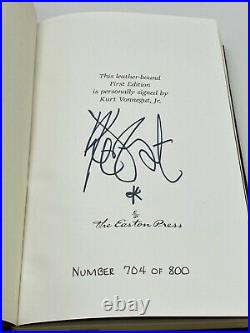 This leather-bound
First Edition
is personally signed by
Kurt Vonnegut, Jr.
The Easton Press
NUMBER 704 OF 800